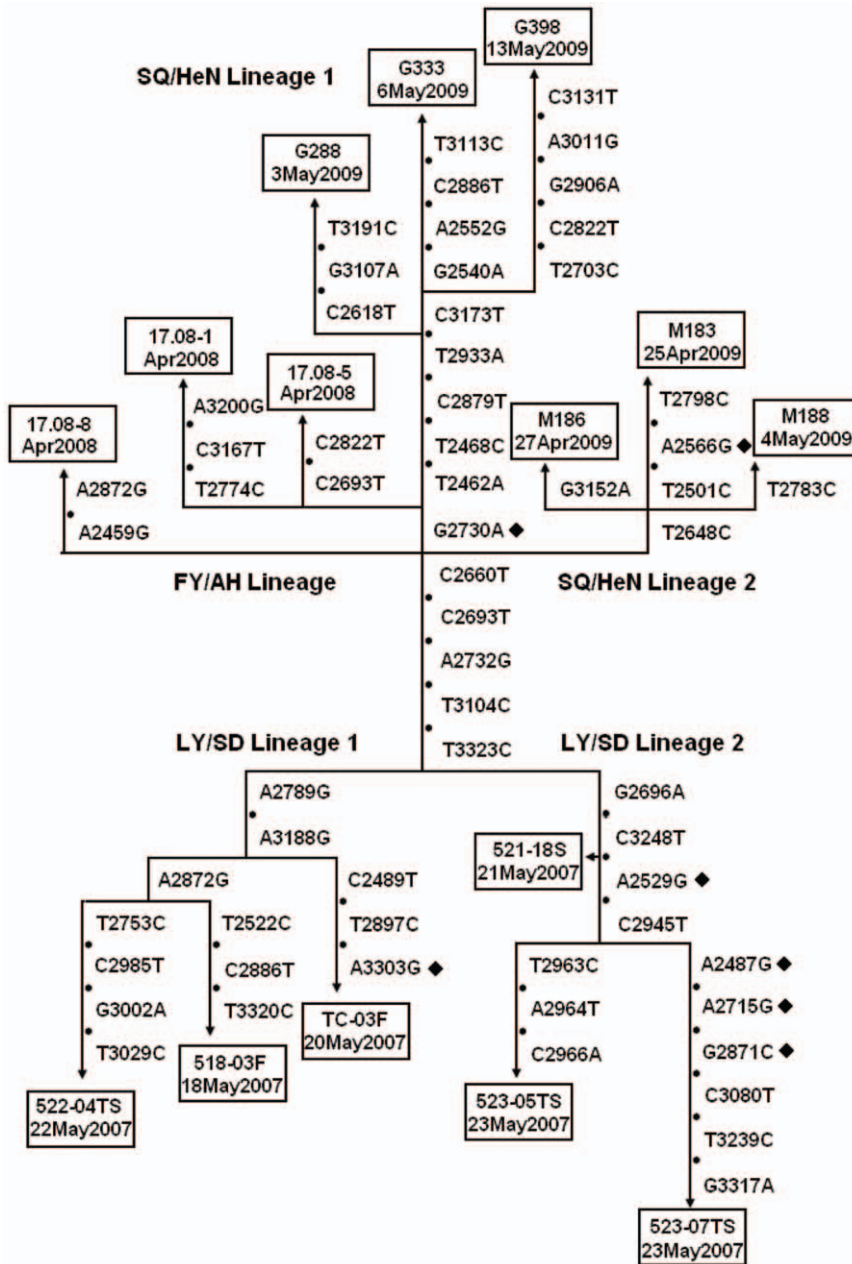 SQ/HeN Lineage 1
G398
13May2009
G333
6May2009
G288
3May2009
C3131T
A3011G
G2906A
C2822T
T2703C
T3113C
C2886T
A2552G
G2540A
T3191C
G3107A
C2618T
C3173T
T2933A
C2879T
T2468C
T2462A
G2730A ◆
17.08-1
Apr2008
17.08-5
Apr2008
17.08-8
Apr2008
A3200G
C3167T
T2774C
C2822T
C2693T
A2872G
A2459G
M183
25Apr2009
M186
27Apr2009
M188
4May2009
T2798C
A2566G ◆
T2501C
G3152A
T2783C
T2648C
FY/AH Lineage
SQ/HeN Lineage 2
C2660T
C2693T
A2732G
T3104C
T3323C
LY/SD Lineage 1
LY/SD Lineage 2
A2789G
A3188G
A2872G
T2753C
C2985T
G3002A
T3029C
T2522C
C2886T
T3320C
C2489T
T2897C
A3303G ◆
522-04TS
22May2007
518-03F
18May2007
TC-03F
20May2007
G2696A
C3248T
A2529G ◆
C2945T
521-18S
21May2007
T2963C
A2964T
C2966A
A2487G ◆
A2715G ◆
G2871C ◆
C3080T
T3239C
G3317A
523-05TS
23May2007
523-07TS
23May2007